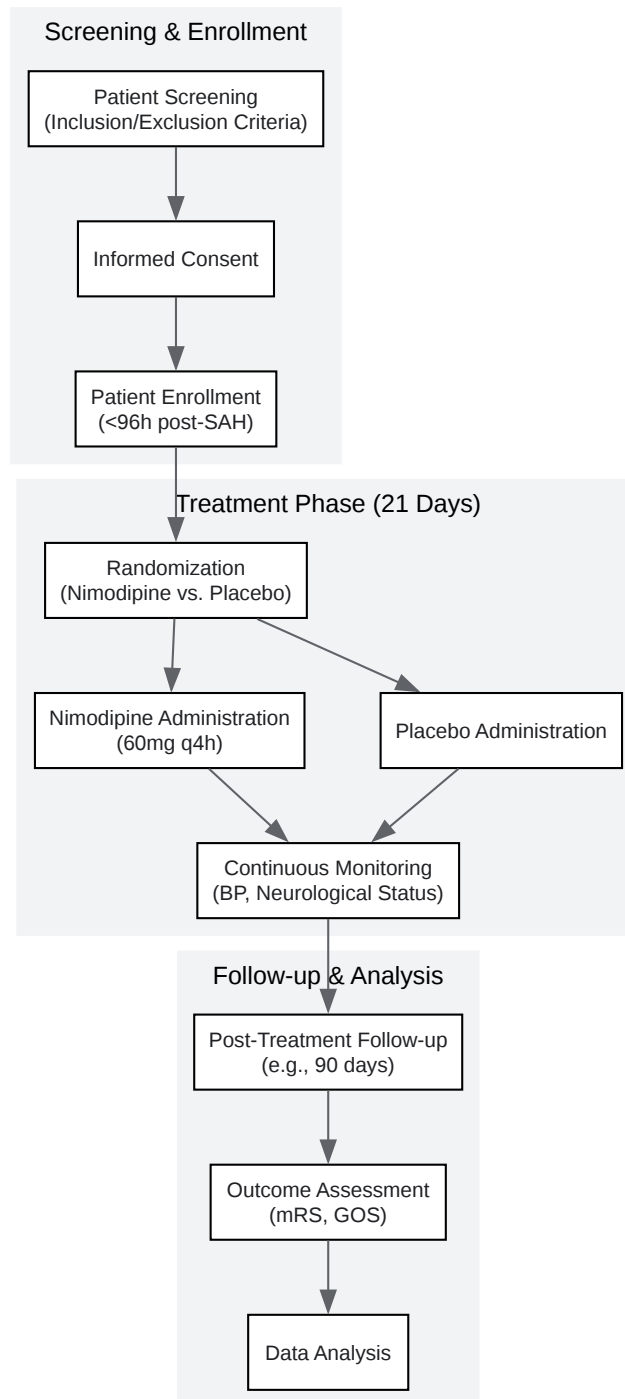 Screening & Enrollment
Patient Screening
(Inclusion/Exclusion Criteria)
Informed Consent
Patient Enrollment
(<96h post-SAH)
Treatment Phase (21 Days)
Randomization
(Nimodipine vs. Placebo)
Nimodipine Administration
(60mg q4h)
Placebo Administration
Continuous Monitoring
(BP, Neurological Status)
Follow-up & Analysis
Post-Treatment Follow-up
(e.g., 90 days)
Outcome Assessment
(mRS, GOS)
Data Analysis